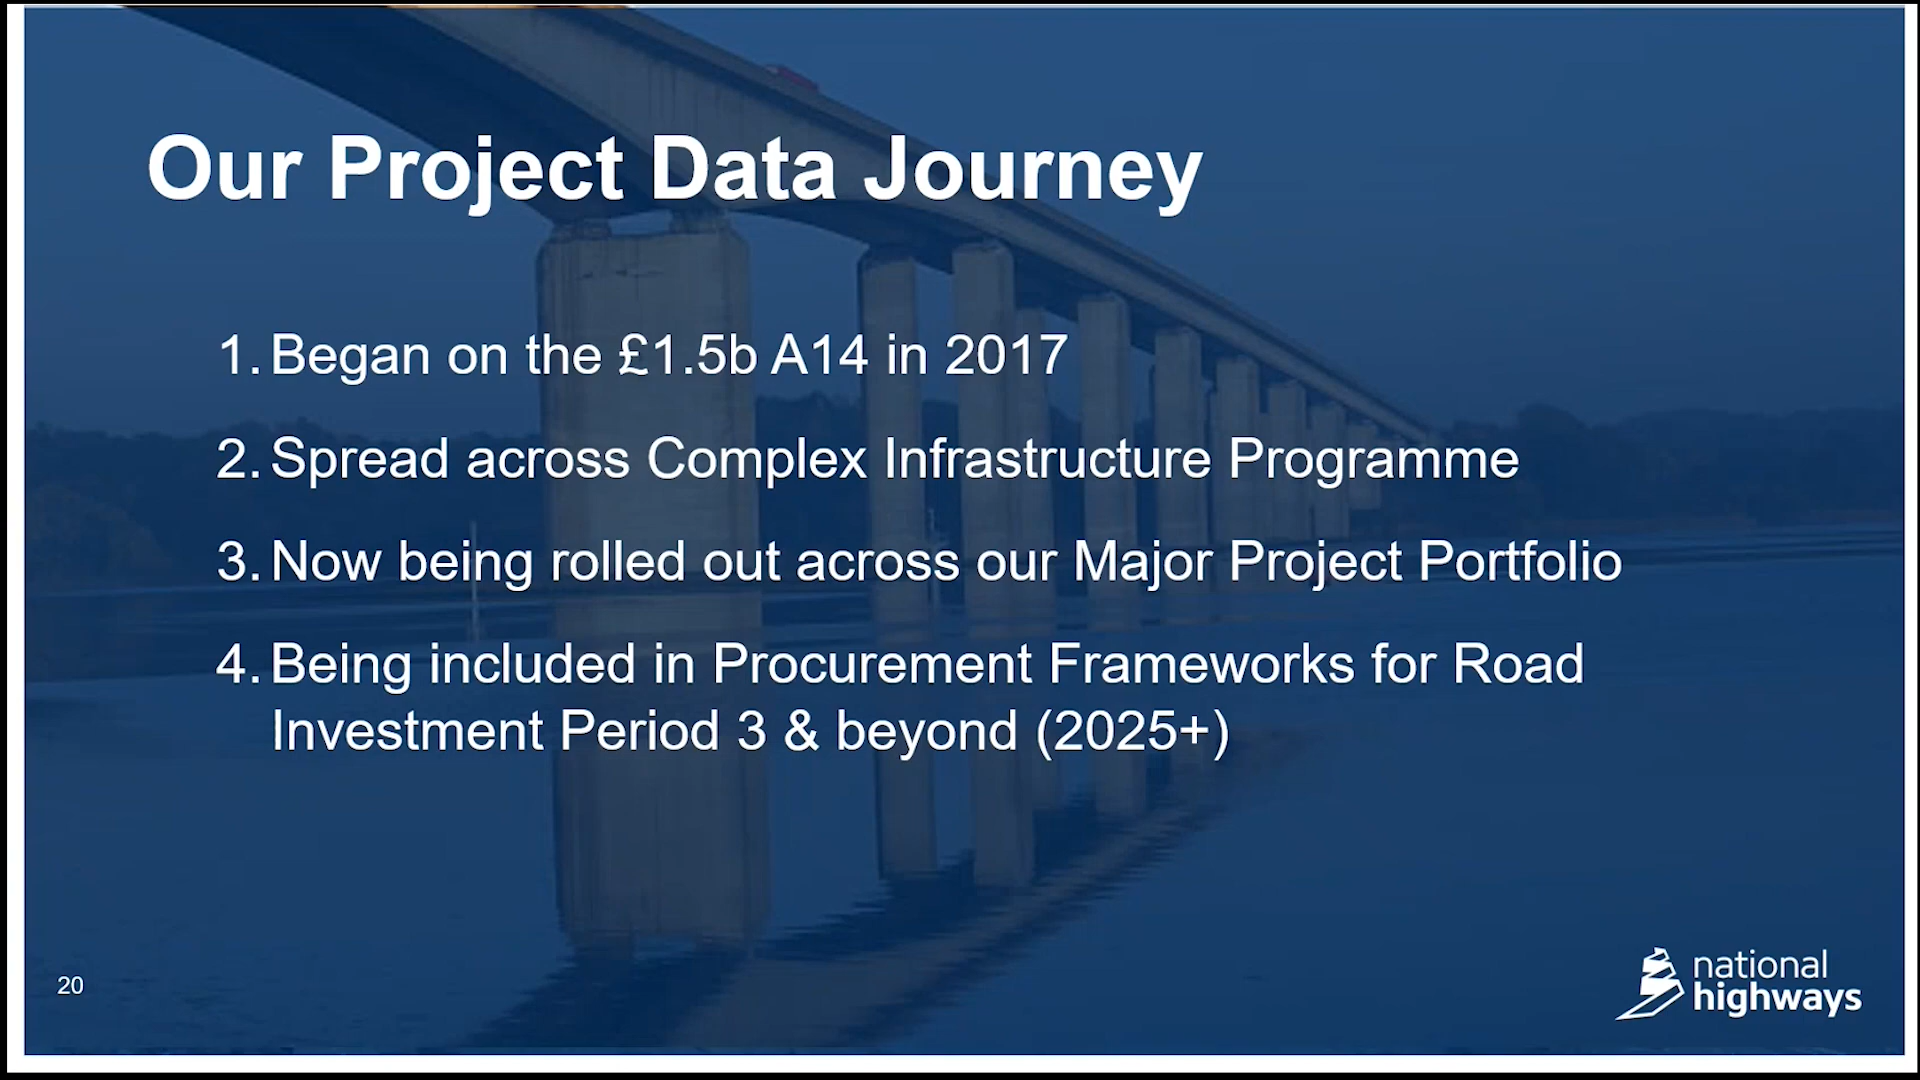 Our Project Data Journey
1. Began on the £1.5b A14 in 2017
2. Spread across Complex Infrastructure Programme
3. Now being rolled out across our Major Project Portfolio
4. Being included in Procurement Frameworks for Road
Investment Period 3 & beyond (2025+)
20
national
highways